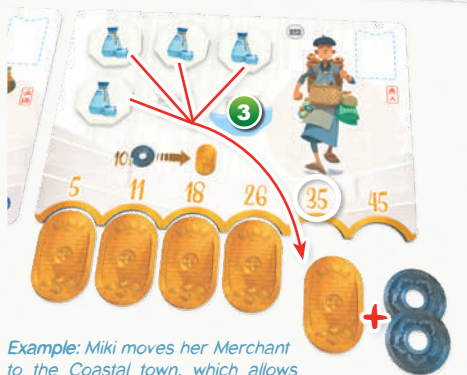 3
10
5 11 18 26 35 45
+
Example: Miki moves her Merchant
to the Coastal town, which allows